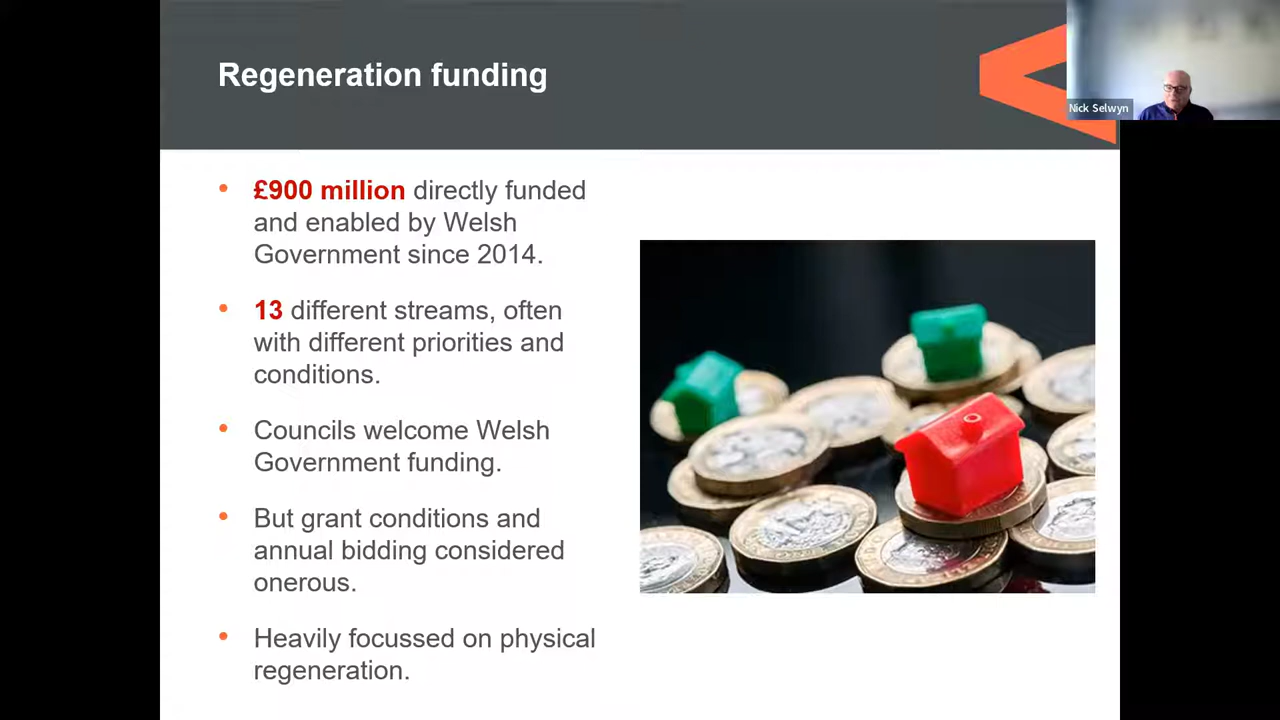 Regeneration funding
Nick Selwyn
• £900 million directly funded
and enabled by Welsh
Government since 2014.
• 13 different streams, often
with different priorities and
conditions.
• Councils welcome Welsh
Government funding.
• But grant conditions and
annual bidding considered
onerous.
• Heavily focussed on physical
regeneration.